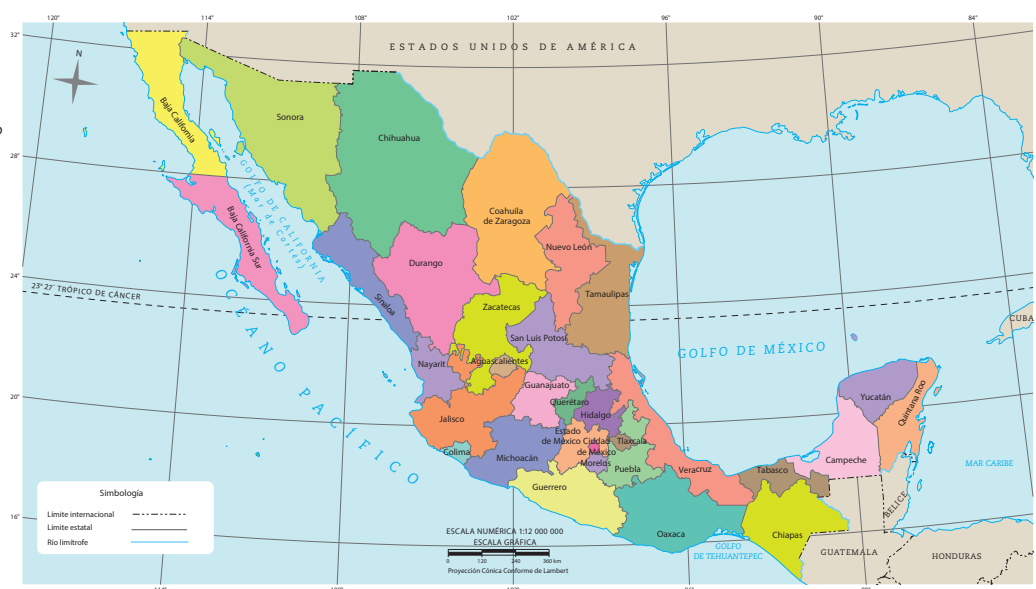 120°
114°
108°
102°
96°
90°
84°
32°
28°
24°
20°
16°
N
ESTADOS UNIDOS DE AMÉRICA
Baja California
Sonora
Chihuahua
Coahuila
de Zaragoza
Baja California Sur
GOLFO DE CALIFORNIA
(Mar de Cortés)
Nuevo León
Durango
Tamaulipas
Sinaloa
Zacatecas
23° 27´ TRÓPICO DE CÁNCER
San Luis Potosí
GOLFO DE MÉXICO
CUBA
Nayarit
Aguascalientes
Guanajuato
Querétaro
Hidalgo
Yucatán
Quintana Roo
Jalisco
Estado
de México
Ciudad
de México
Tlaxcala
Colima
Michoacán
Morelos
Puebla
Veracruz
Campeche
Tabasco
MAR CARIBE
Guerrero
Oaxaca
Chiapas
BELICE
GUATEMALA
HONDURAS
OCEANO PACÍFICO
GOLFO
DE TEHUANTEPEC
Simbología
Límite internacional
Límite estatal
Río limítrofe
ESCALA NUMÉRICA 1:12 000 000
ESCALA GRÁFICA
0 120 240 360 km
Proyección Cónica Conforme de Lambert